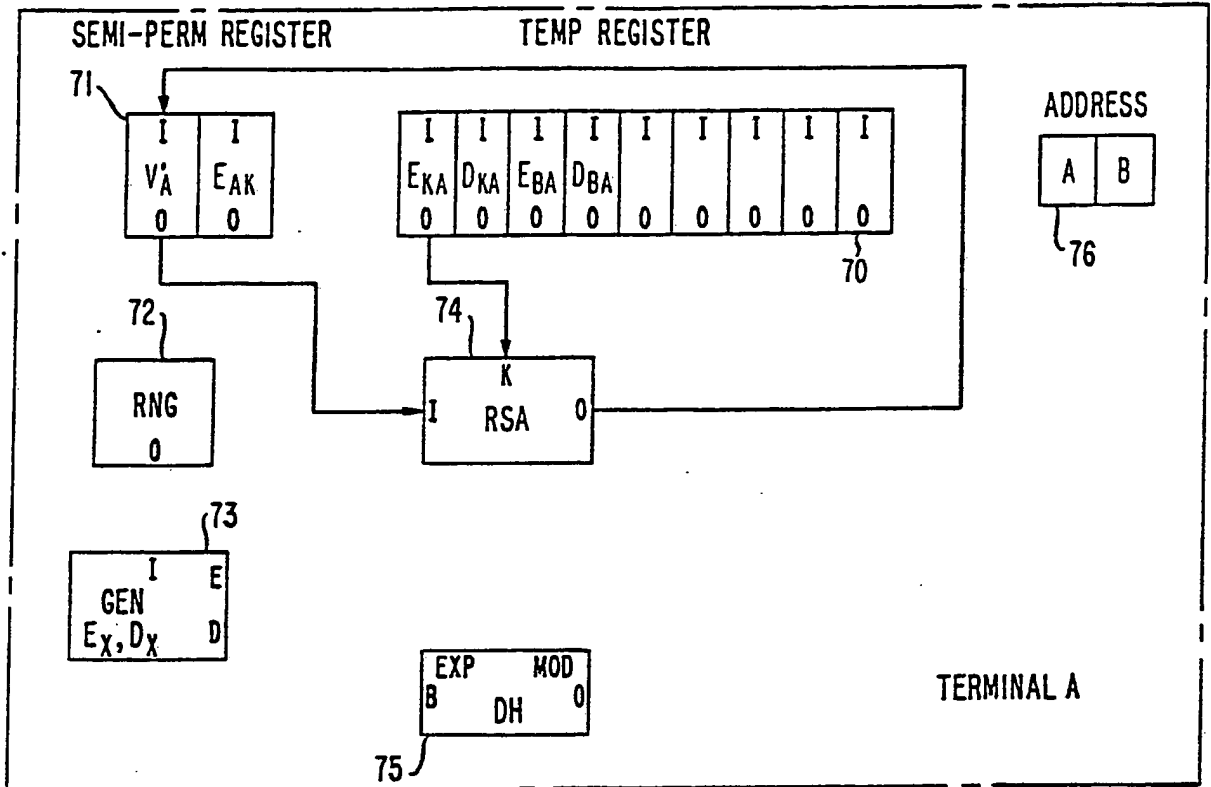 SEMI-PERM REGISTER
TEMP REGISTER
71
I I
V'A EAK
0 0
I I 1 I I I I I I
EKA DKA EBA DBA
0 0 0 0 0 0 0 0 0
70
ADDRESS
A B
76
72
RNG
0
74
K
I RSA 0
73
I E
GEN
EX, DX D
EXP MOD
B DH 0
75
TERMINAL A